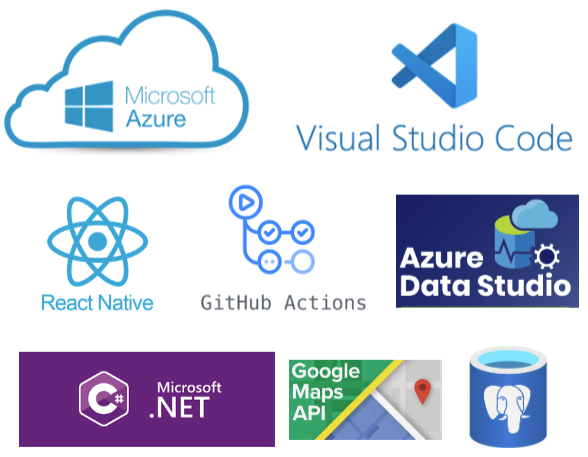 Microsoft
Azure
Visual Studio Code
React Native
GitHub Actions
Azure
Data Studio
C#
Microsoft
.NET
Google
Maps
API